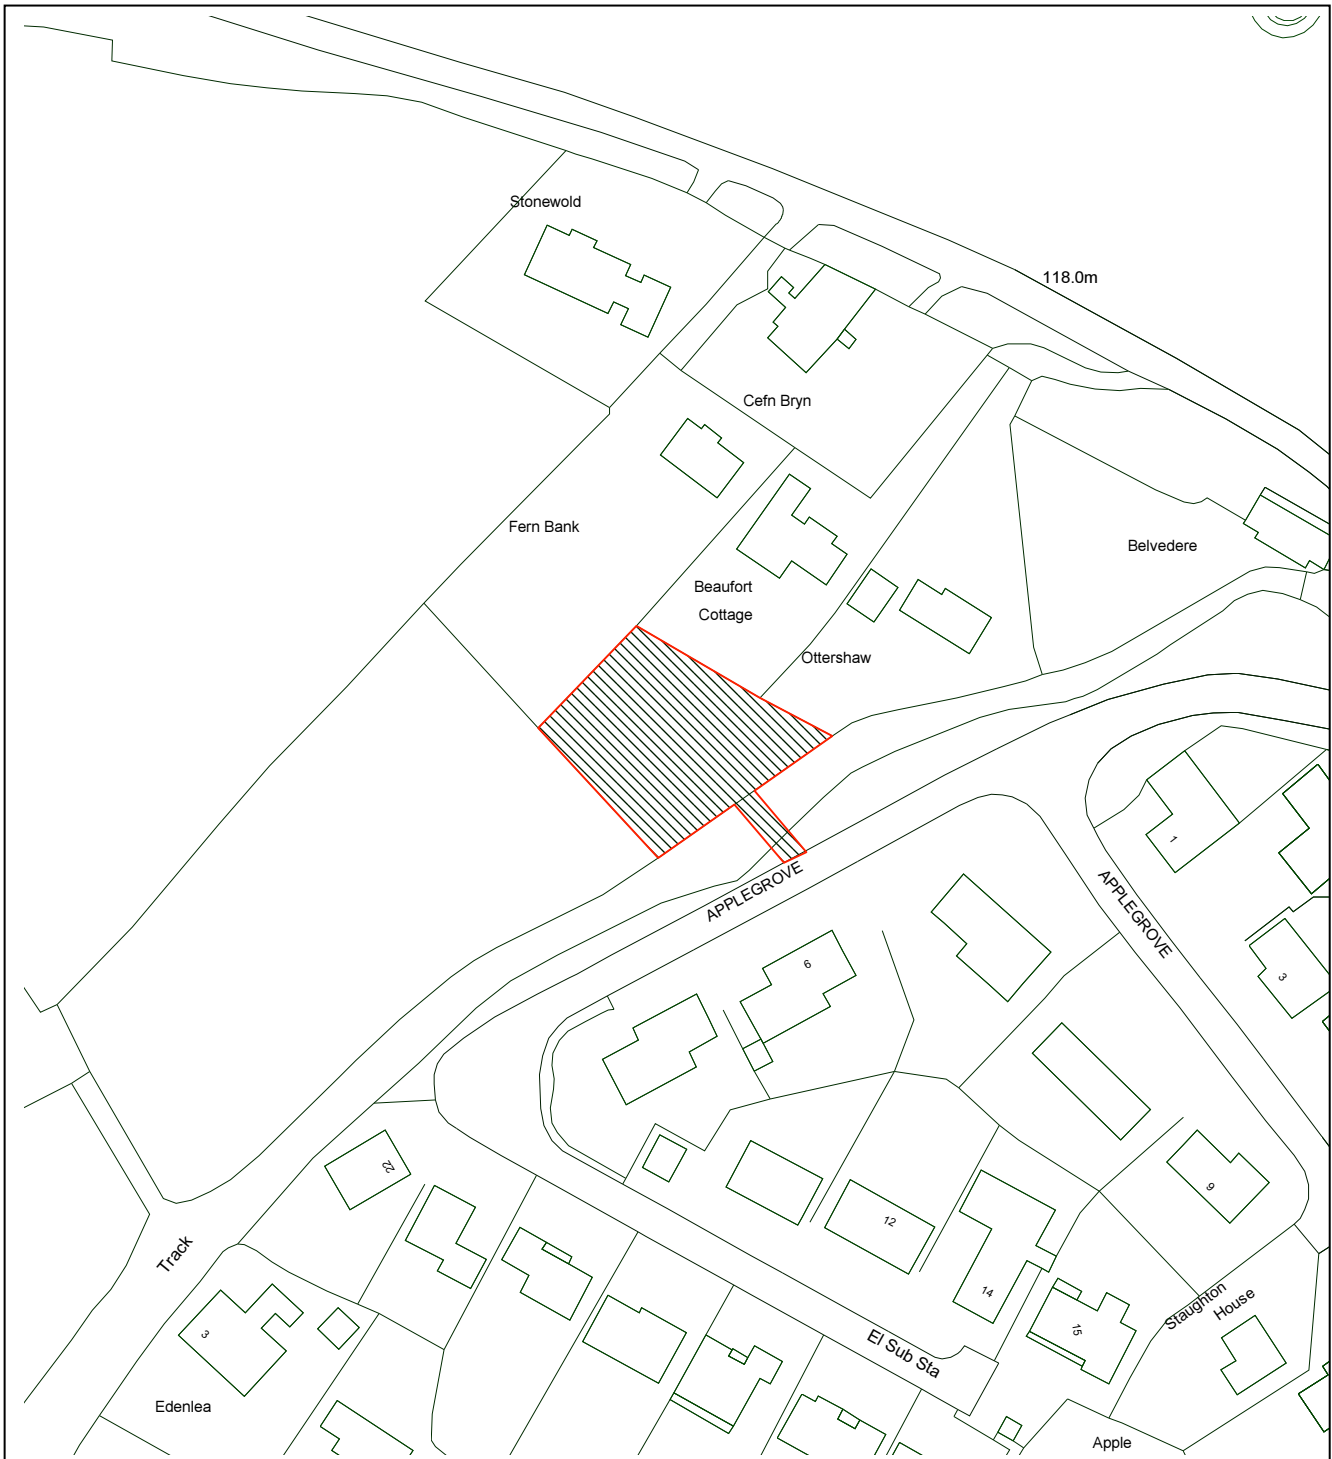 Stonewold
118.0m
Cefn Bryn
Fern Bank
Belvedere
Beaufort
Cottage
Ottershaw
1
APPLEGROVE
APPLEGROVE
6
3
22
9
12
Track
14
Staughton
House
3
15
El Sub Sta
Edenlea
Apple